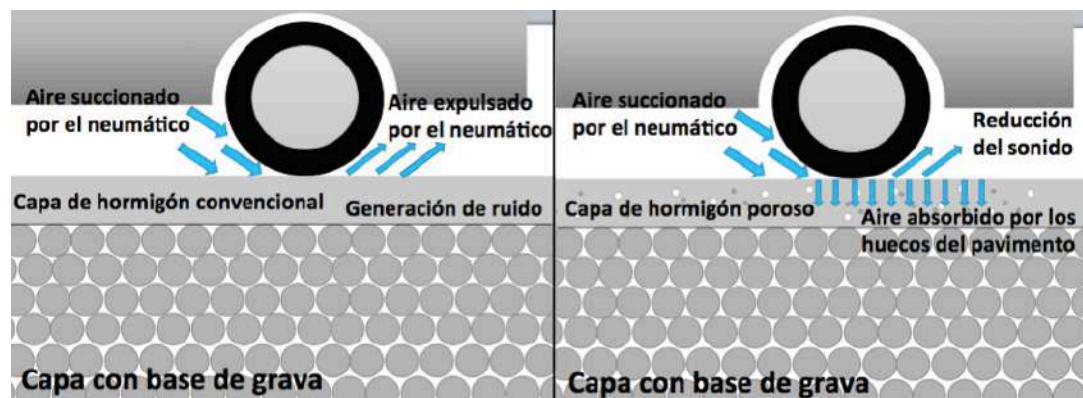 Aire succionado
por el neumático
Aire expulsado
por el neumático
Capa de hormigón convencional
Generación de ruido
Capa con base de grava
Aire succionado
por el neumático
Reducción
del sonido
Capa de hormigón poroso
Aire absorbido por los
huecos del pavimento
Capa con base de grava